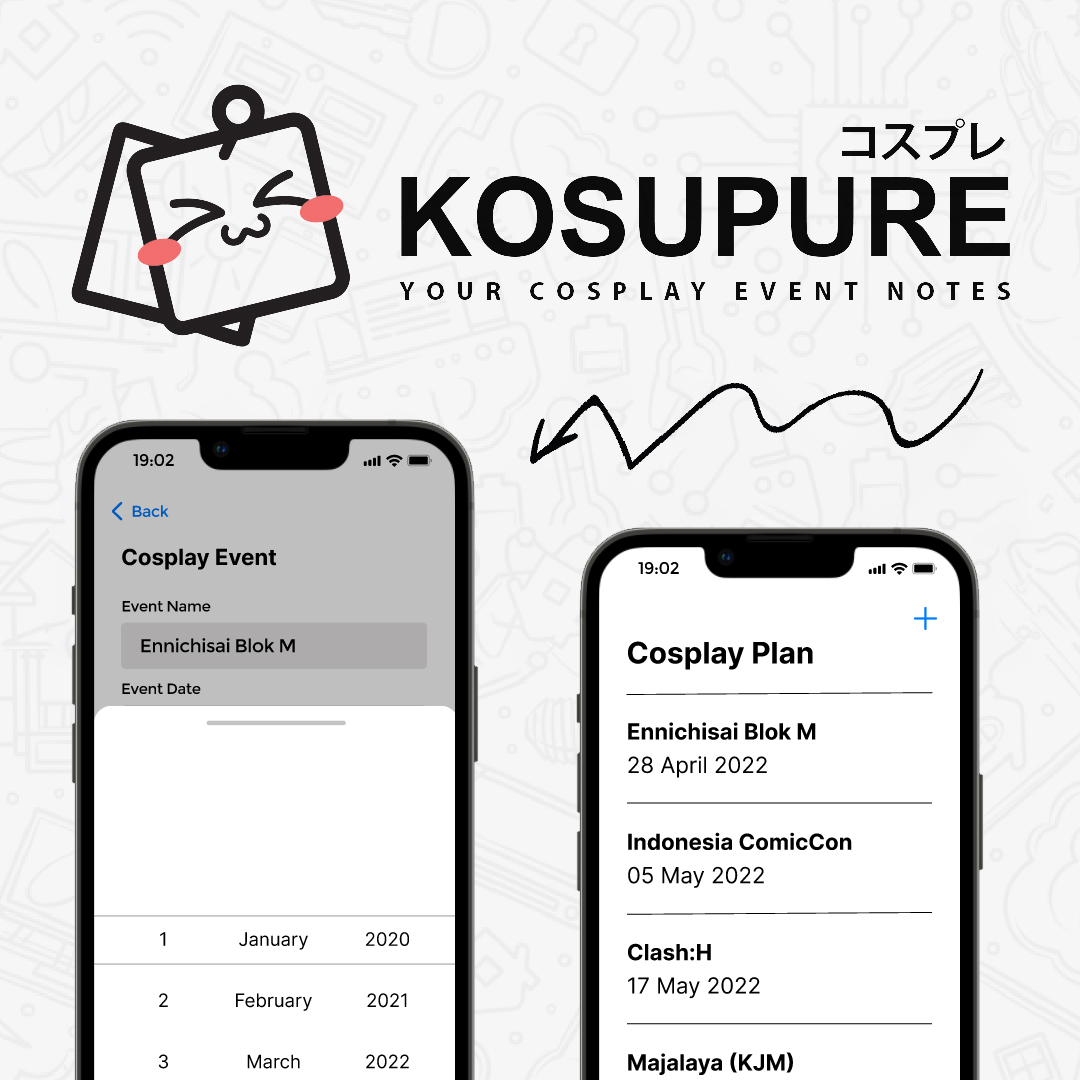 コスプレ
KOSUPURE
YOUR COSPLAY EVENT NOTES
19:02
Back
Cosplay Event
Event Name
Ennichisai Blok M
Event Date
1 January 2020
2 February 2021
3 March 2022
19:02
+
Cosplay Plan
Ennichisai Blok M
28 April 2022
Indonesia ComicCon
05 May 2022
Clash:H
17 May 2022
Majalaya (KJM)